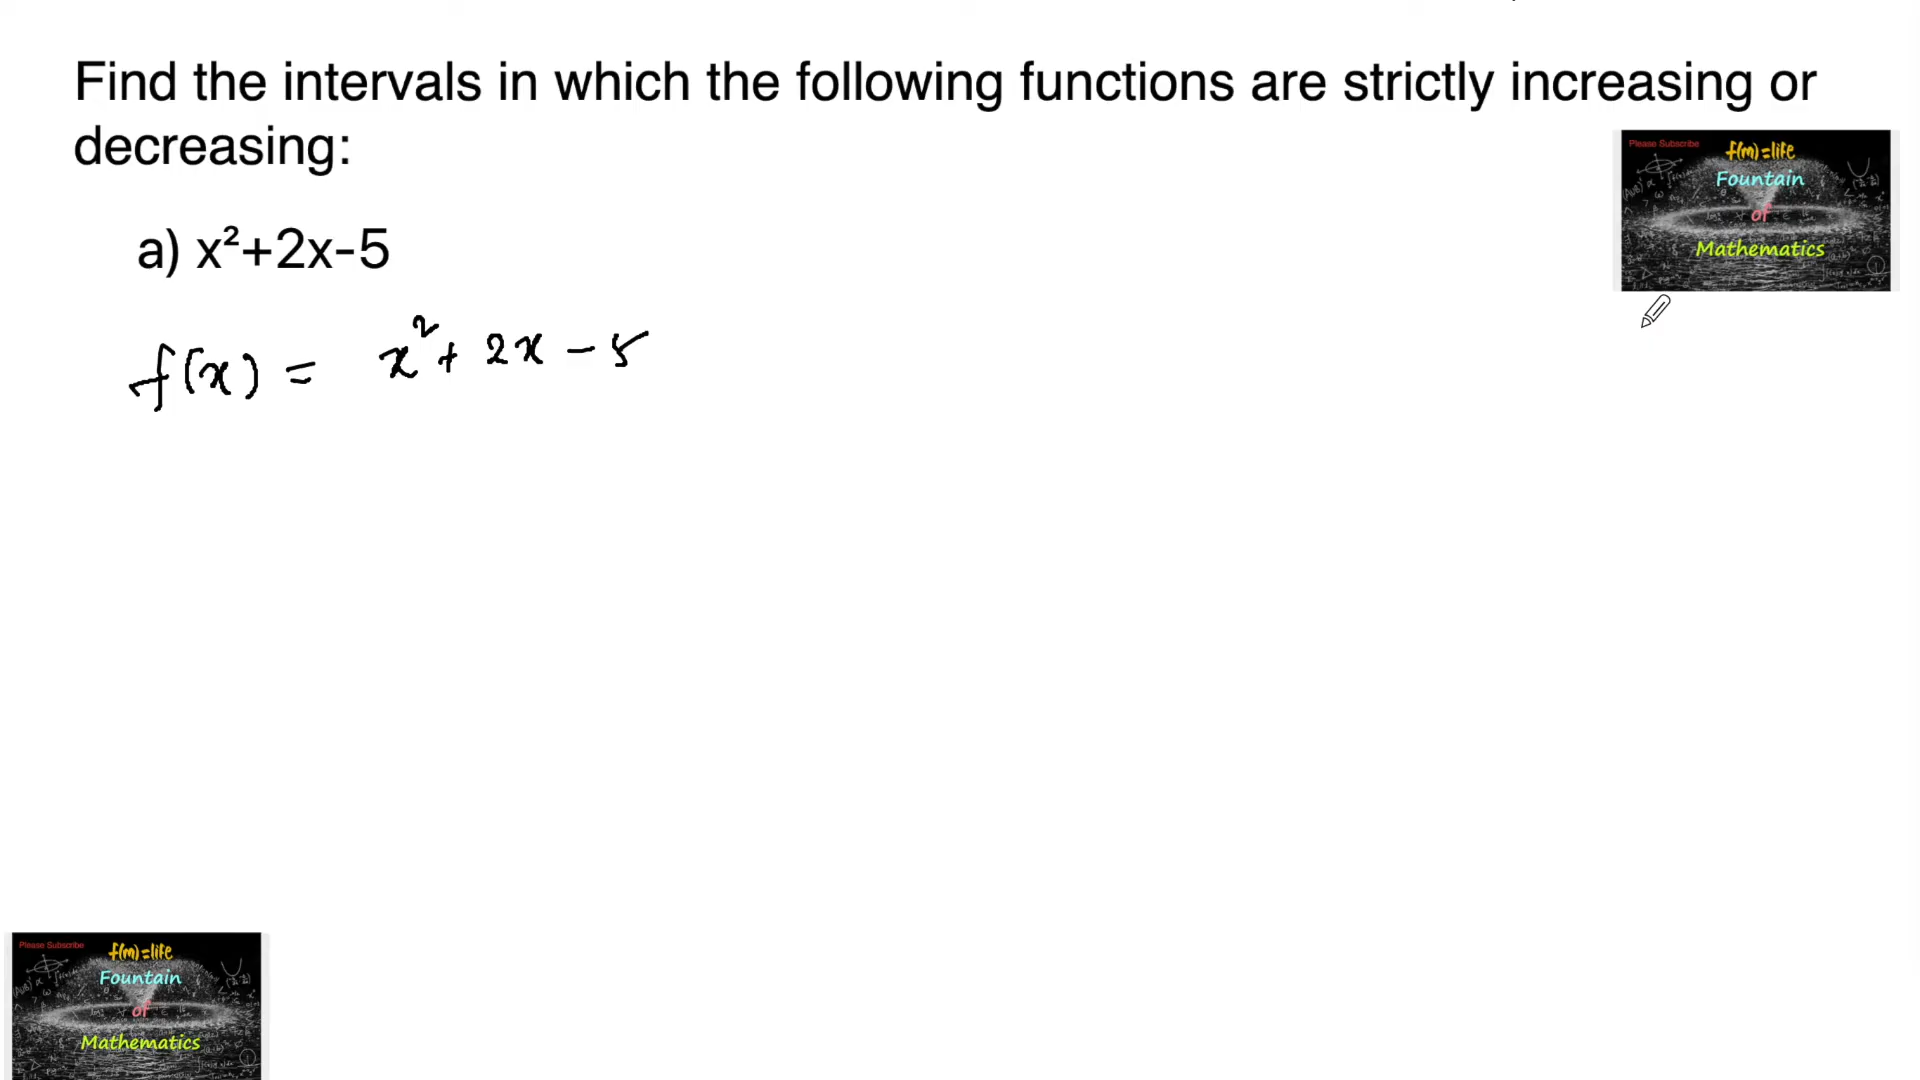 Find the intervals in which the following functions are strictly increasing or
decreasing:
Please Subscribe
f(m)=life
Fountain
of
Mathematics
a) x²+2x-5
f(x) = x² + 2x - 5
Please Subscribe
f(m)=life
Fountain
of
Mathematics